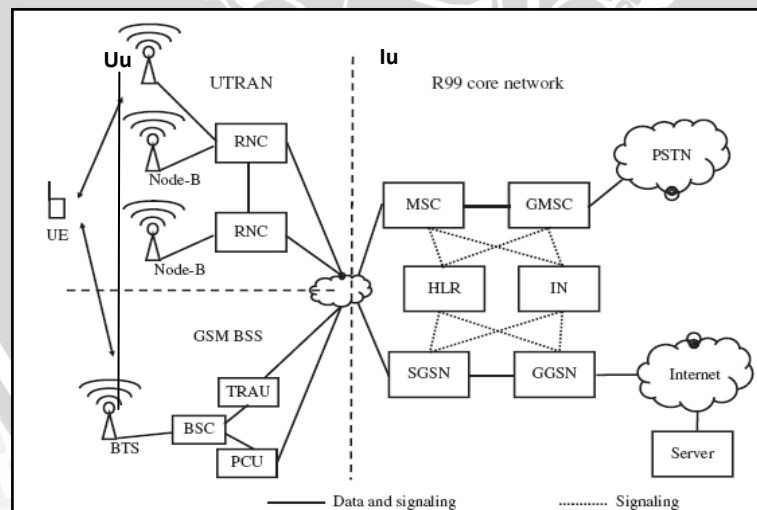 Uu
UTRAN
Iu
R99 core network
RNC
PSTN
Node-B
UE
MSC
GMSC
RNC
Node-B
HLR
IN
GSM BSS
TRAU
SGSN
GGSN
Internet
BSC
BTS
PCU
Server
Data and signaling
Signaling